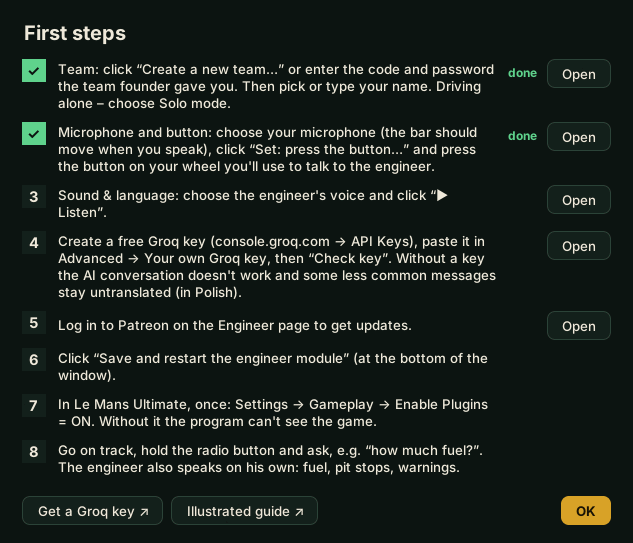 First steps
✓ Team: click “Create a new team...” or enter the code and password done Open
the team founder gave you. Then pick or type your name. Driving
alone – choose Solo mode.
✓ Microphone and button: choose your microphone (the bar should done Open
move when you speak), click “Set: press the button...” and press
the button on your wheel you'll use to talk to the engineer.
3 Sound & language: choose the engineer's voice and click “▶ Open
Listen”.
4 Create a free Groq key (console.groq.com → API Keys), paste it in Open
Advanced → Your own Groq key, then “Check key”. Without a key
the AI conversation doesn't work and some less common messages
stay untranslated (in Polish).
5 Log in to Patreon on the Engineer page to get updates. Open
6 Click “Save and restart the engineer module” (at the bottom of the
window).
7 In Le Mans Ultimate, once: Settings → Gameplay → Enable Plugins
= ON. Without it the program can't see the game.
8 Go on track, hold the radio button and ask, e.g. “how much fuel?”.
The engineer also speaks on his own: fuel, pit stops, warnings.
Get a Groq key ↗ Illustrated guide ↗ OK